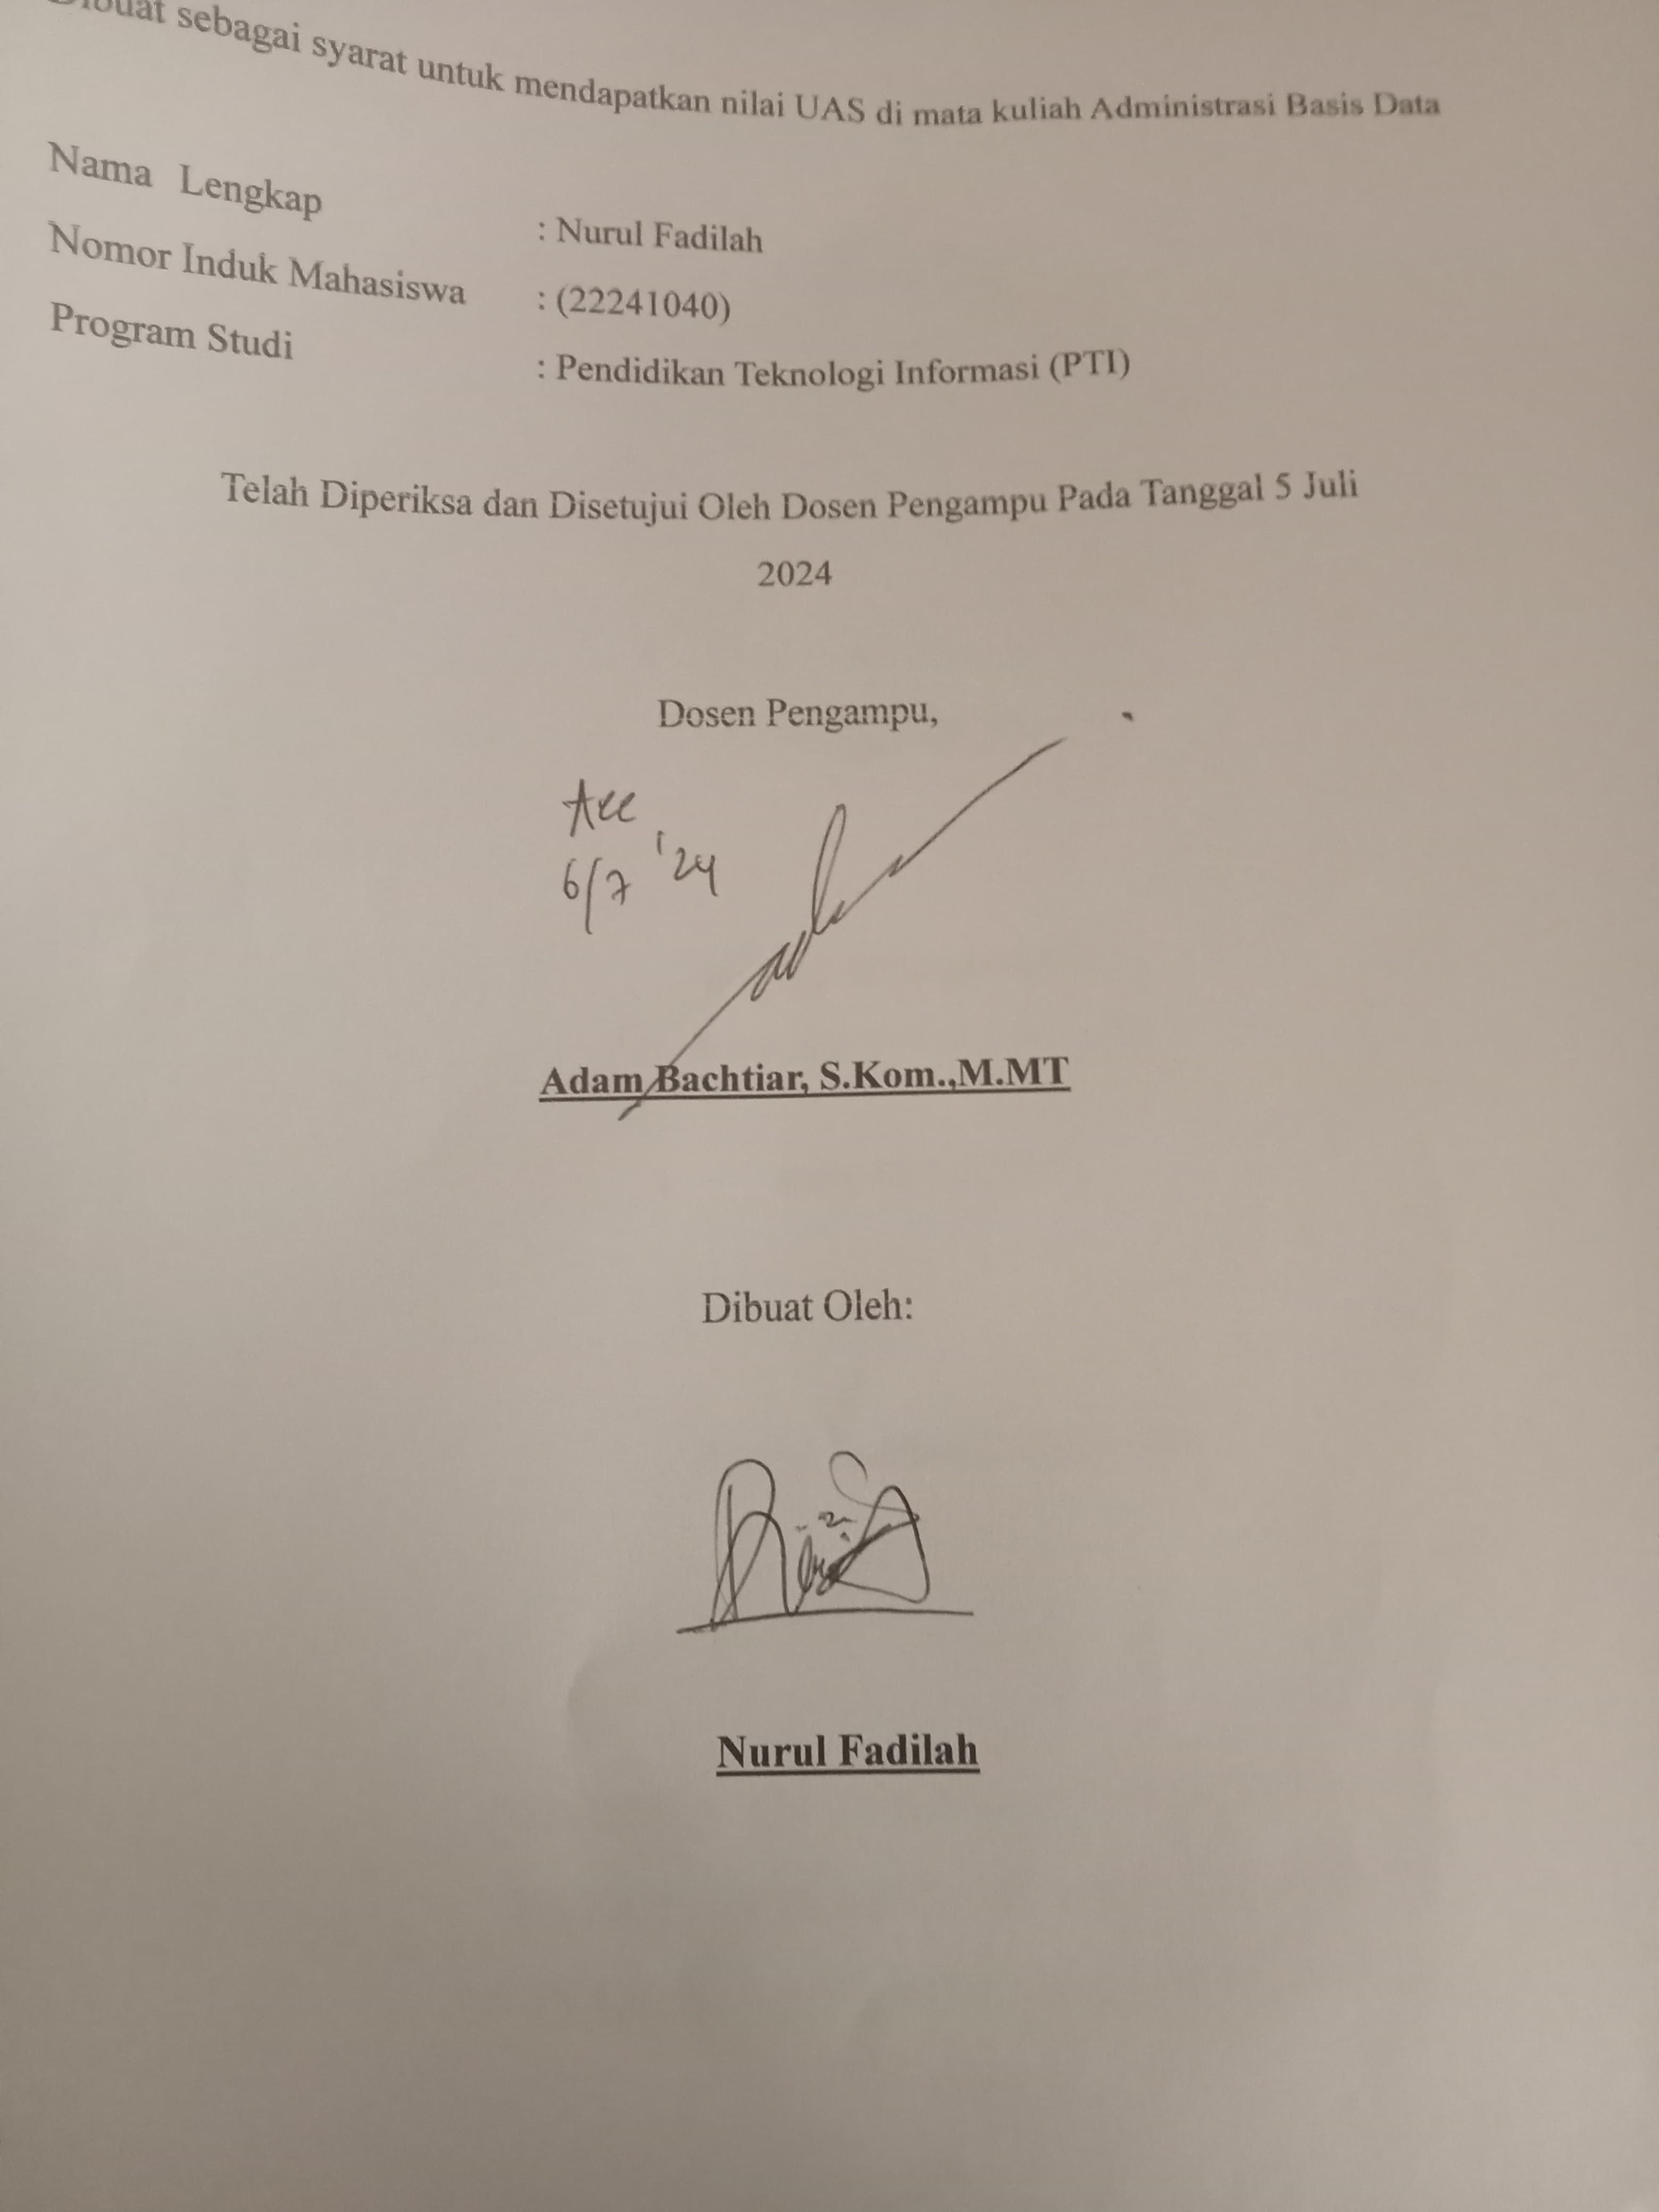 Dibuat sebagai syarat untuk mendapatkan nilai UAS di mata kuliah Administrasi Basis Data
Nama Lengkap : Nurul Fadilah
Nomor Induk Mahasiswa : (22241040)
Program Studi : Pendidikan Teknologi Informasi (PTI)
Telah Diperiksa dan Disetujui Oleh Dosen Pengampu Pada Tanggal 5 Juli
2024
Dosen Pengampu,
Acc
6/7 '24
Adam Bachtiar, S.Kom.,M.MT
Dibuat Oleh:
Nurul Fadilah